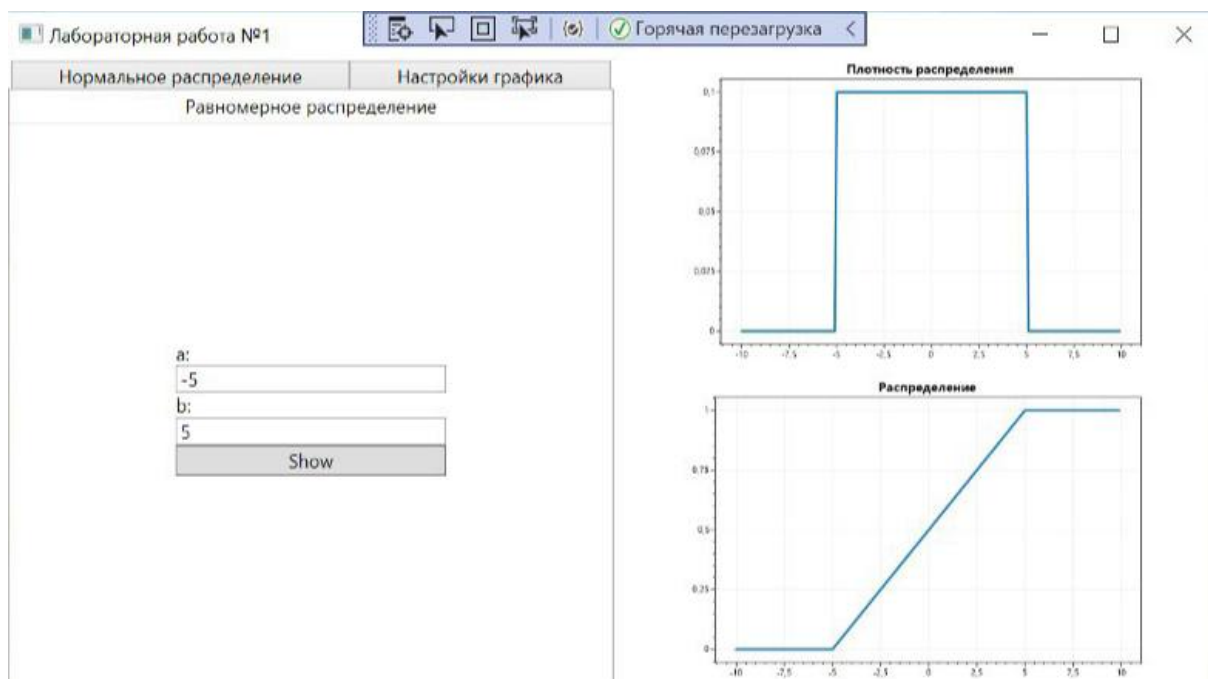 Лабораторная работа №1
Горячая перезагрузка
Нормальное распределение
Настройки графика
Равномерное распределение
a:
-5
b:
5
Show
Плотность распределения
0,1
0,075
0,05
0,025
0
-10 -7,5 -5 -2,5 0 2,5 5 7,5 10
Распределение
1
0,75
0,5
0,25
0
-10 -7,5 -5 -2,5 0 2,5 5 7,5 10